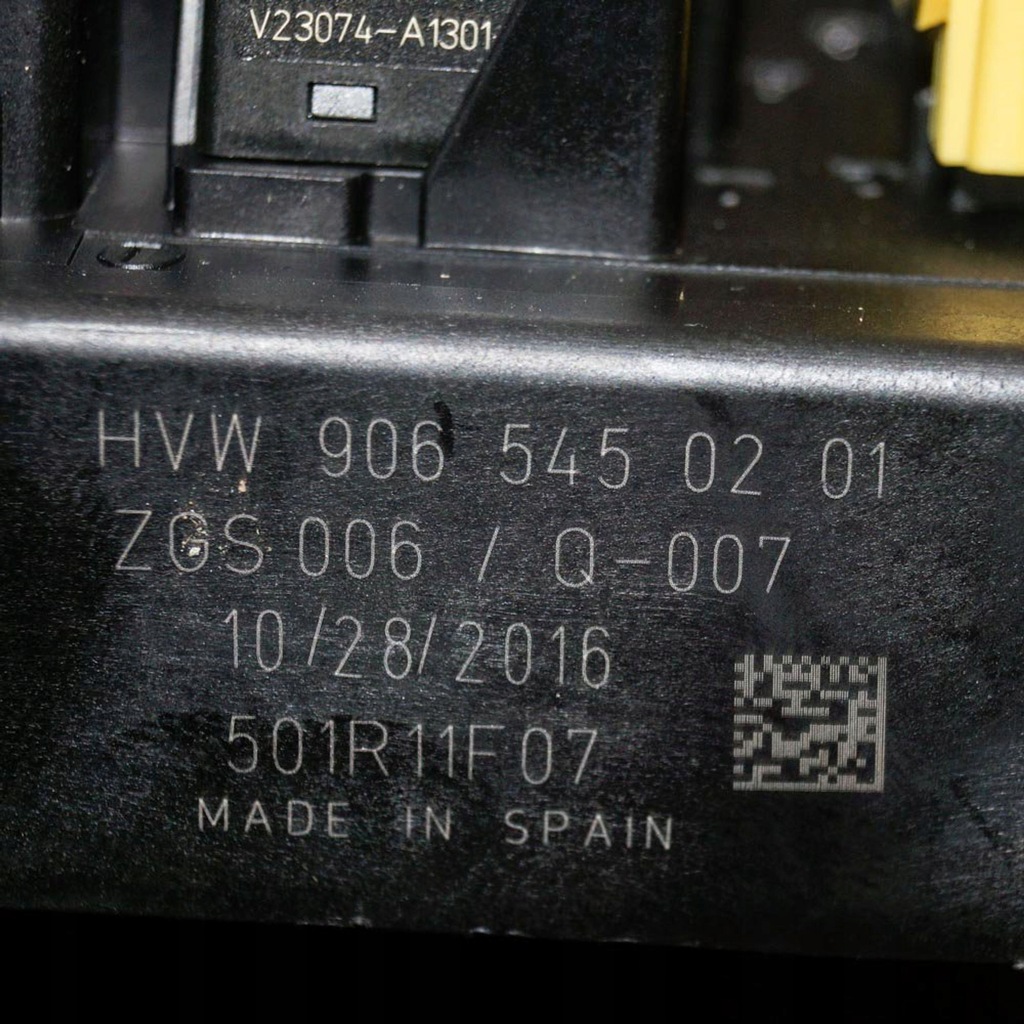 V23074-A1301
HVW 906 545 02 01
ZGS 006 / Q-007
10/28/2016
501R11F07
MADE IN SPAIN